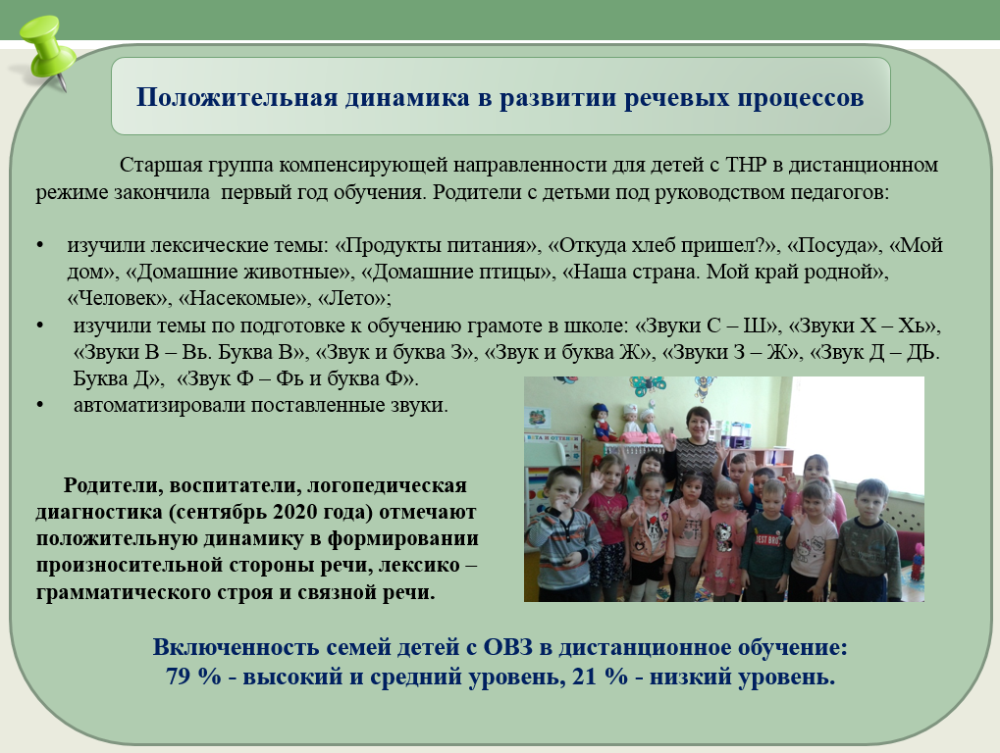 Положительная динамика в развитии речевых процессов
Старшая группа компенсирующей направленности для детей с ТНР в дистанционном
режиме закончила первый год обучения. Родители с детьми под руководством педагогов:
• изучили лексические темы: «Продукты питания», «Откуда хлеб пришел?», «Посуда», «Мой
дом», «Домашние животные», «Домашние птицы», «Наша страна. Мой край родной»,
«Человек», «Насекомые», «Лето»;
• изучили темы по подготовке к обучению грамоте в школе: «Звуки С – Ш», «Звуки Х – Хь»,
«Звуки В – Вь. Буква В», «Звук и буква З», «Звук и буква Ж», «Звуки З – Ж», «Звук Д – ДЬ.
Буква Д», «Звук Ф – Фь и буква Ф».
• автоматизировали поставленные звуки.
Родители, воспитатели, логопедическая
диагностика (сентябрь 2020 года) отмечают
положительную динамику в формировании
произносительной стороны речи, лексико –
грамматического строя и связной речи.
Включенность семей детей с ОВЗ в дистанционное обучение:
79 % - высокий и средний уровень, 21 % - низкий уровень.